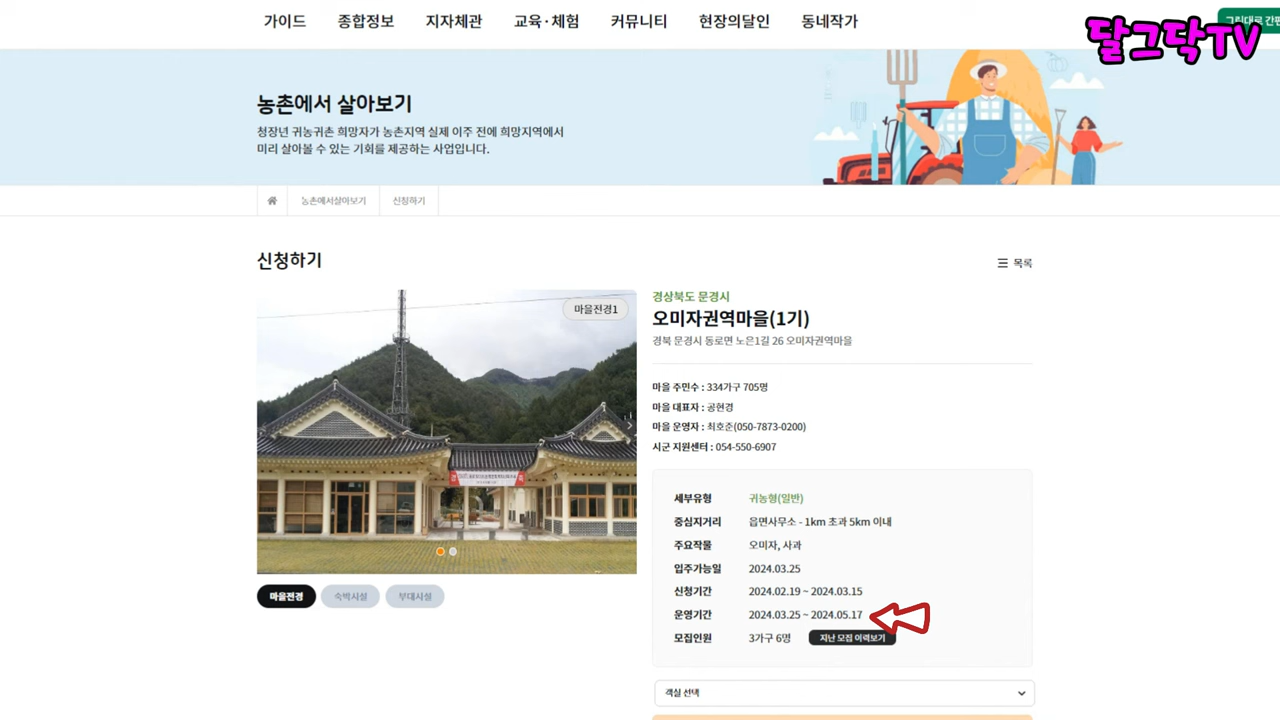 가이드 종합정보 지자체관 교육·체험 커뮤니티 현장의달인 동네작가
그린대로 간편
달그닥TV
농촌에서 살아보기
청장년 귀농귀촌 희망자가 농촌지역 실제 이주 전에 희망지역에서
미리 살아볼 수 있는 기회를 제공하는 사업입니다.
농촌에서살아보기 신청하기
신청하기
목록
마을전경1
마을전경 숙박시설 부대시설
경상북도 문경시
오미자권역마을(1기)
경북 문경시 동로면 노은1길 26 오미자권역마을
마을 주민수 : 334가구 705명
마을 대표자 : 공현경
마을 운영자 : 최호준(050-7873-0200)
시군 지원센터 : 054-550-6907
세부유형 귀농형(일반)
중심지거리 읍면사무소 - 1km 초과 5km 이내
주요작물 오미자, 사과
입주가능일 2024.03.25
신청기간 2024.02.19 ~ 2024.03.15
운영기간 2024.03.25 ~ 2024.05.17
모집인원 3가구 6명 지난 모집 이력보기
객실 선택